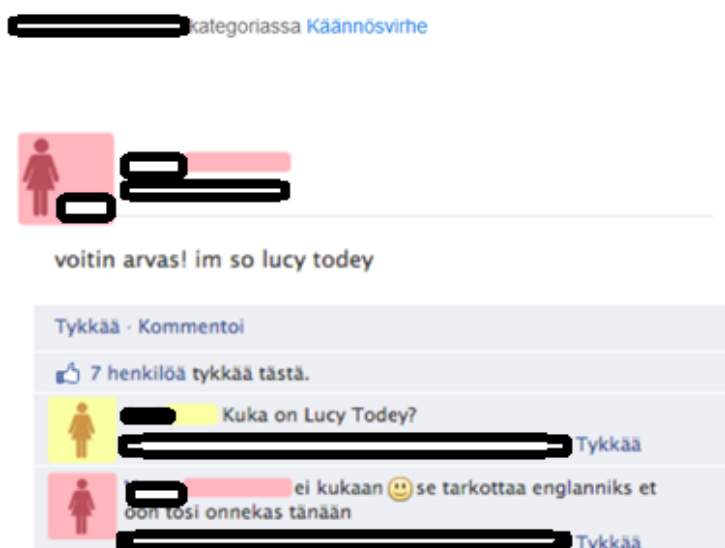 kategoriassa Käännösvirhe
voitin arvas! im so lucy todey
Tykkää · Kommentoi
7 henkilöä tykkää tästä.
Kuka on Lucy Todey?
Tykkää
ei kukaan 🙂 se tarkottaa englanniks et
oon tosi onnekas tänään
Tykkää